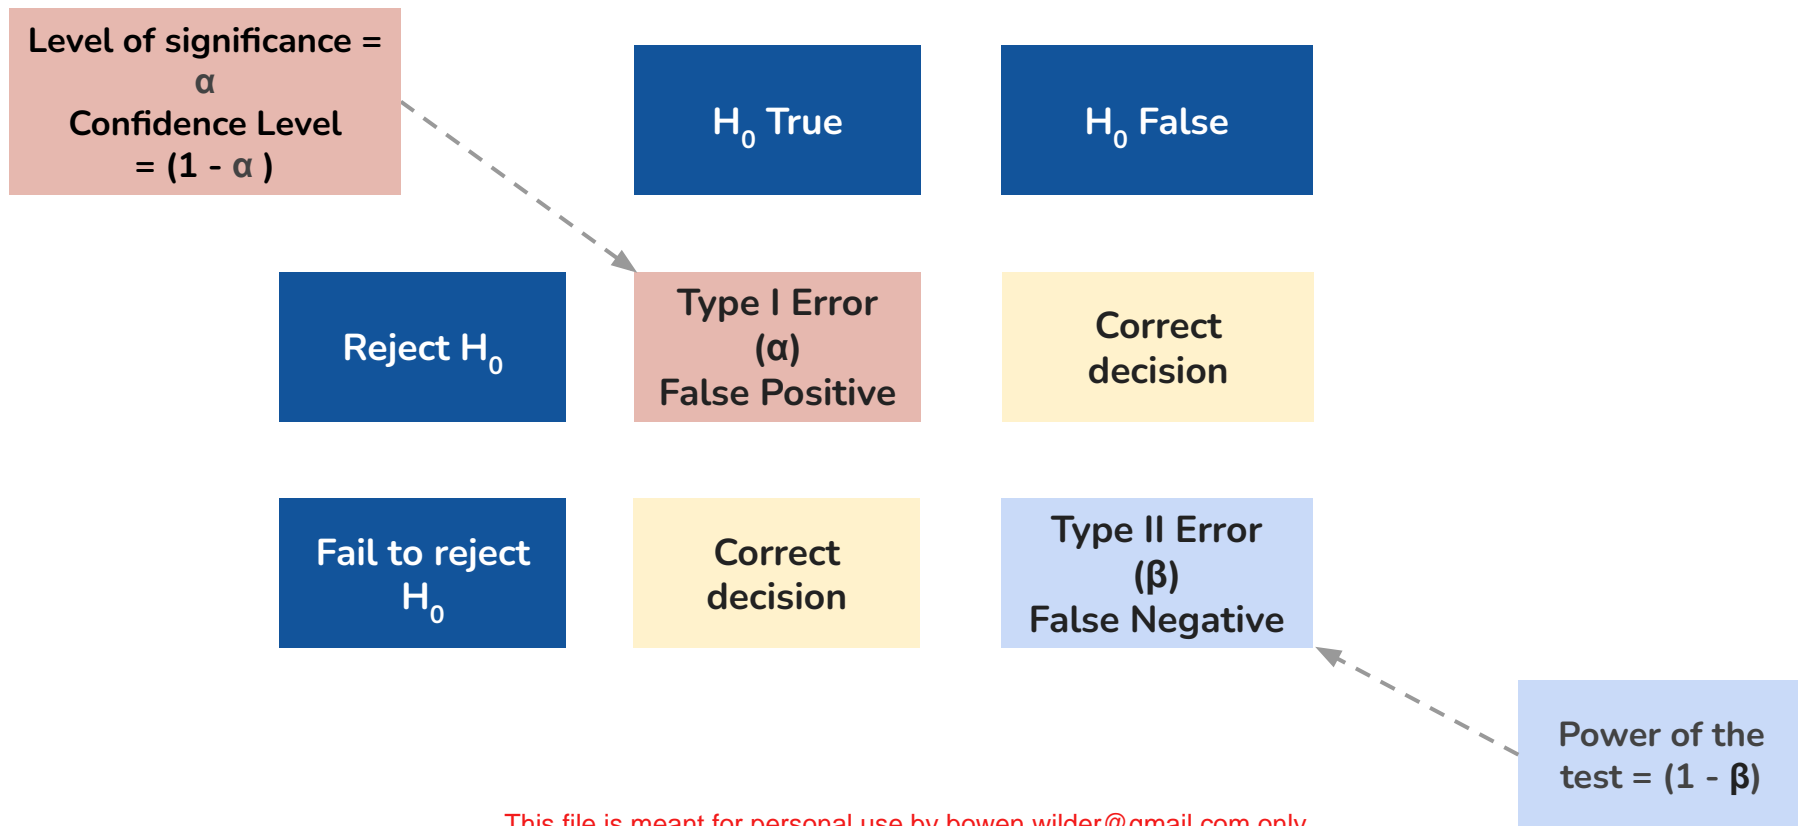 Level of significance =
α
Confidence Level
= (1 - α )
H0 True
H0 False
Reject H0
Type I Error
(α)
False Positive
Correct
decision
Fail to reject
H0
Correct
decision
Type II Error
(β)
False Negative
Power of the
test = (1 - β)
This file is meant for personal use by bowen.wilder@gmail.com only